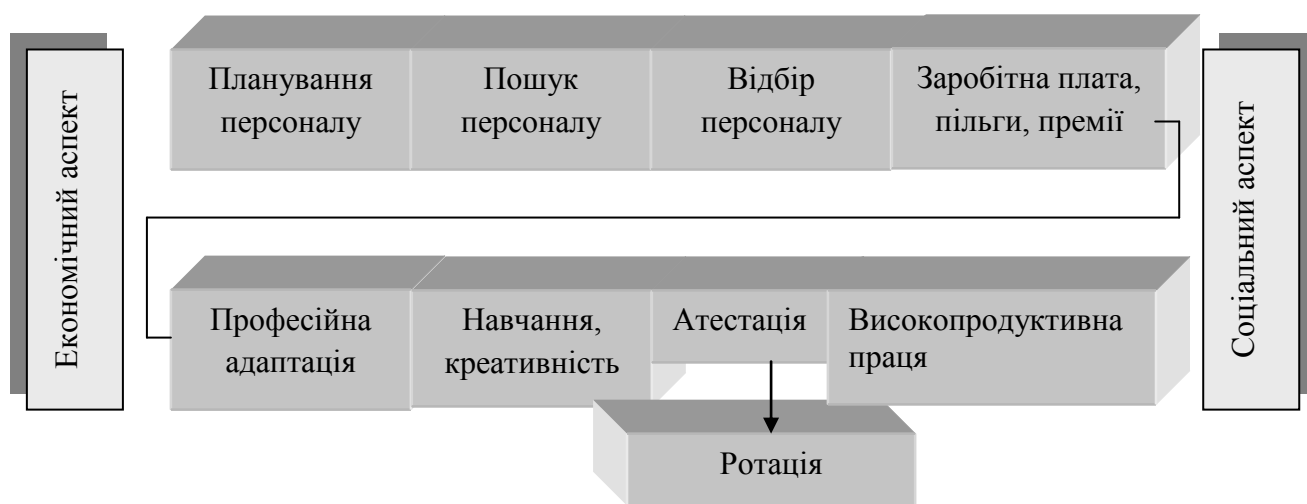 Економічний аспект
Планування
персоналу
Пошук
персоналу
Відбір
персоналу
Заробітна плата,
пільги, премії
Професійна
адаптація
Навчання,
креативність
Атестація
Високопродуктивна
праця
Ротація
Соціальний аспект